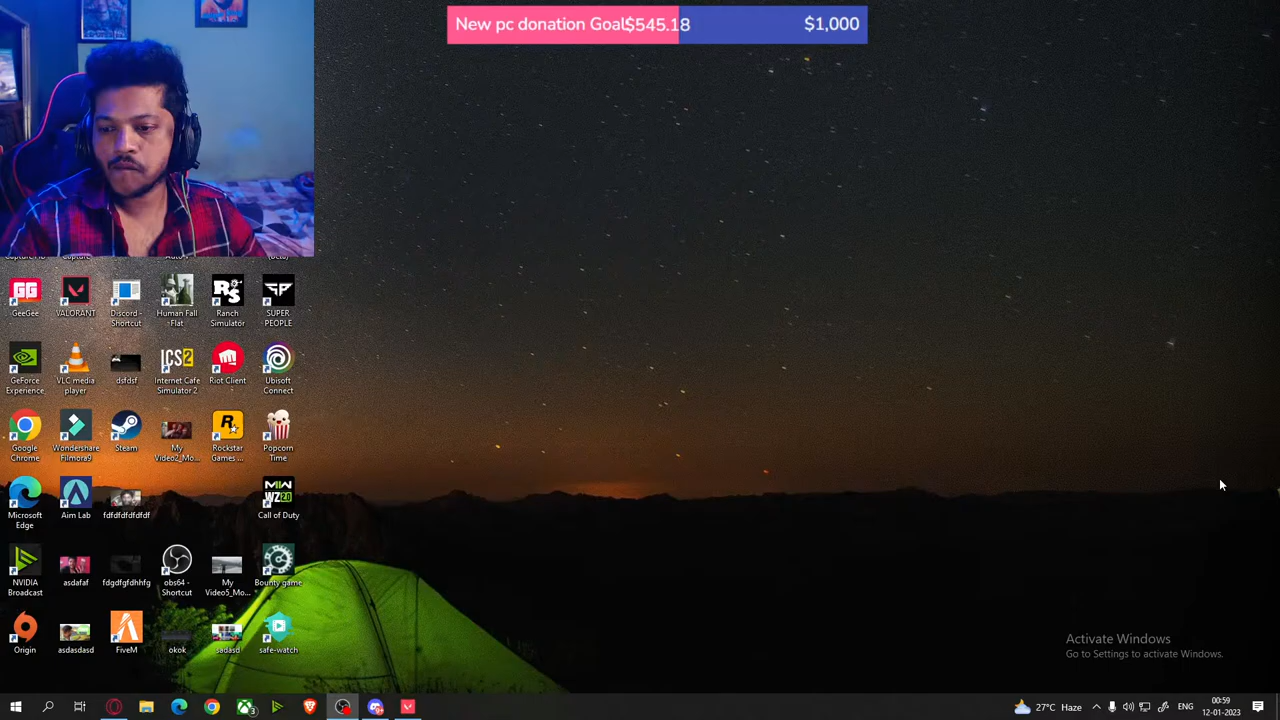 New pc donation Goal:
$545.18
$1,000
GeeGee
VALORANT
Discord -
Shortcut
Human Fall
Flat
Ranch
Simulator
SUPER
PEOPLE
GeForce
Experience
VLC media
player
dsfdsf
Internet Cafe
Simulator 2
Riot Client
Ubisoft
Connect
Google
Chrome
Wondershare
Filmora9
Steam
My
Video2_Mo...
Rockstar
Games ...
Popcorn
Time
Microsoft
Edge
Aim Lab
fdfdfdfdfdf
Call of Duty
NVIDIA
Broadcast
asdafaf
fdgdfgfdhhfg
obs64 -
Shortcut
My
Video5_Mo...
Bounty game
Origin
asdasdasd
FiveM
okok
sadasd
safe-watch
Activate Windows
Go to Settings to activate Windows.
27°C Haze
ENG
00:59
12-01-2023